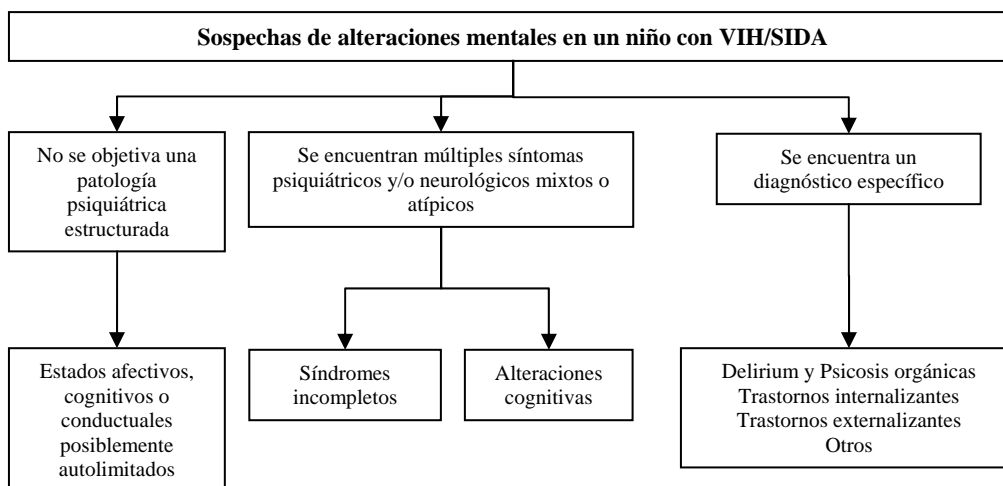 Sospechas de alteraciones mentales en un niño con VIH/SIDA
No se objetiva una
patología
psiquiátrica
estructurada
Se encuentran múltiples síntomas
psiquiátricos y/o neurológicos mixtos o
atípicos
Se encuentra un
diagnóstico específico
Estados afectivos,
cognitivos o
conductuales
posiblemente
autolimitados
Síndromes
incompletos
Alteraciones
cognitivas
Delirium y Psicosis orgánicas
Trastornos internalizantes
Trastornos externalizantes
Otros